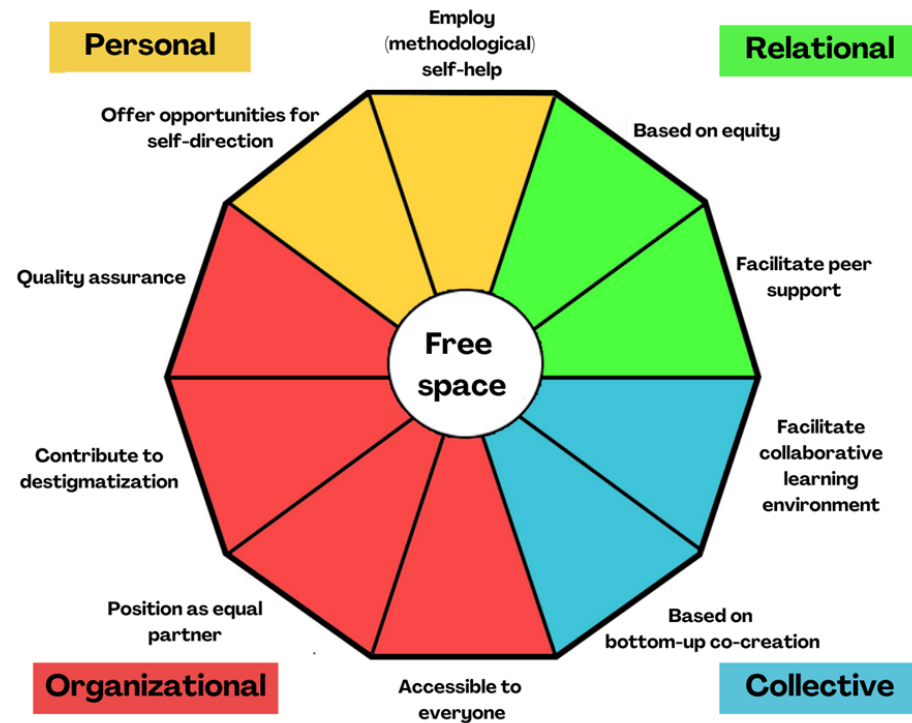 Personal
Employ
(methodological)
self-help
Relational
Offer opportunities for
self-direction
Based on equity
Quality assurance
Facilitate peer
support
Free
space
Contribute to
destigmatization
Facilitate
collaborative
learning
environment
Position as equal
partner
Based on
bottom-up co-creation
Organizational
Accessible to
everyone
Collective